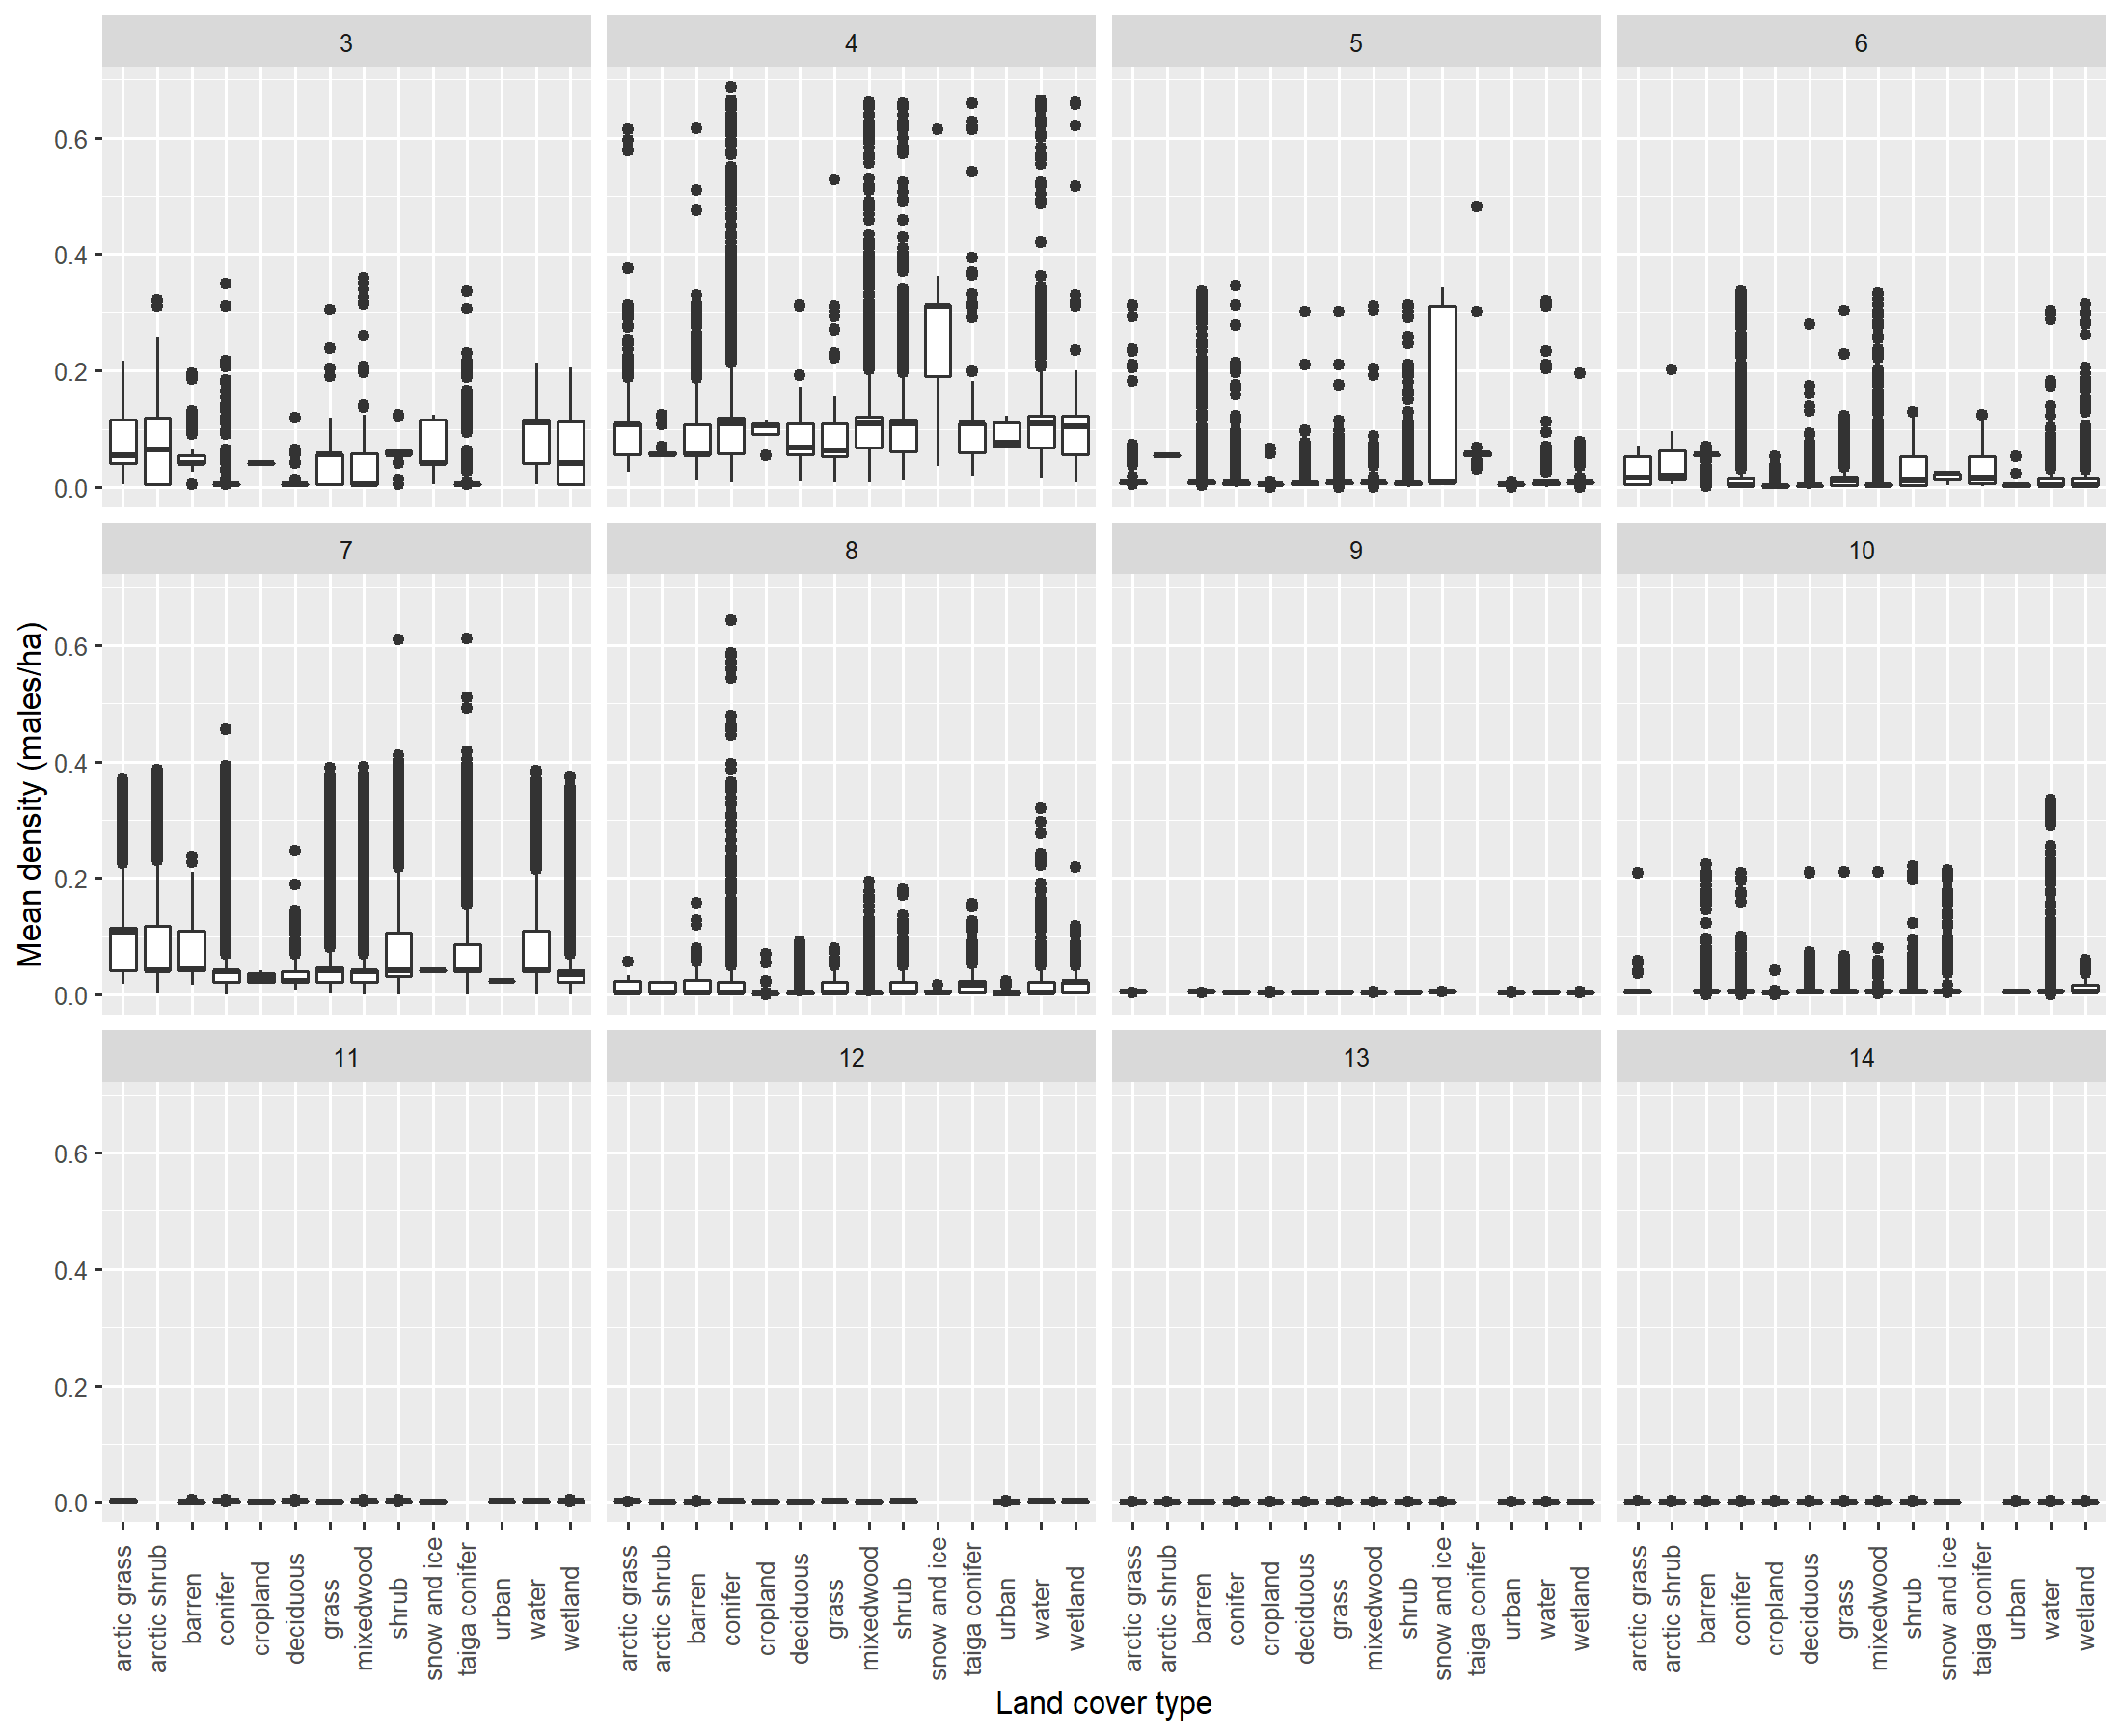 3 4 5 6
0.6
0.4
0.2
0.0
7 8 9 10
0.6
0.4
0.2
0.0
Mean density (males/ha)
11 12 13 14
0.6
0.4
0.2
0.0
arctic grass
arctic shrub
barren
conifer
cropland
deciduous
grass
mixedwood
shrub
snow and ice
taiga conifer
urban
water
wetland
arctic grass
arctic shrub
barren
conifer
cropland
deciduous
grass
mixedwood
shrub
snow and ice
taiga conifer
urban
water
wetland
arctic grass
arctic shrub
barren
conifer
cropland
deciduous
grass
mixedwood
shrub
snow and ice
taiga conifer
urban
water
wetland
arctic grass
arctic shrub
barren
conifer
cropland
deciduous
grass
mixedwood
shrub
snow and ice
taiga conifer
urban
water
wetland
Land cover type